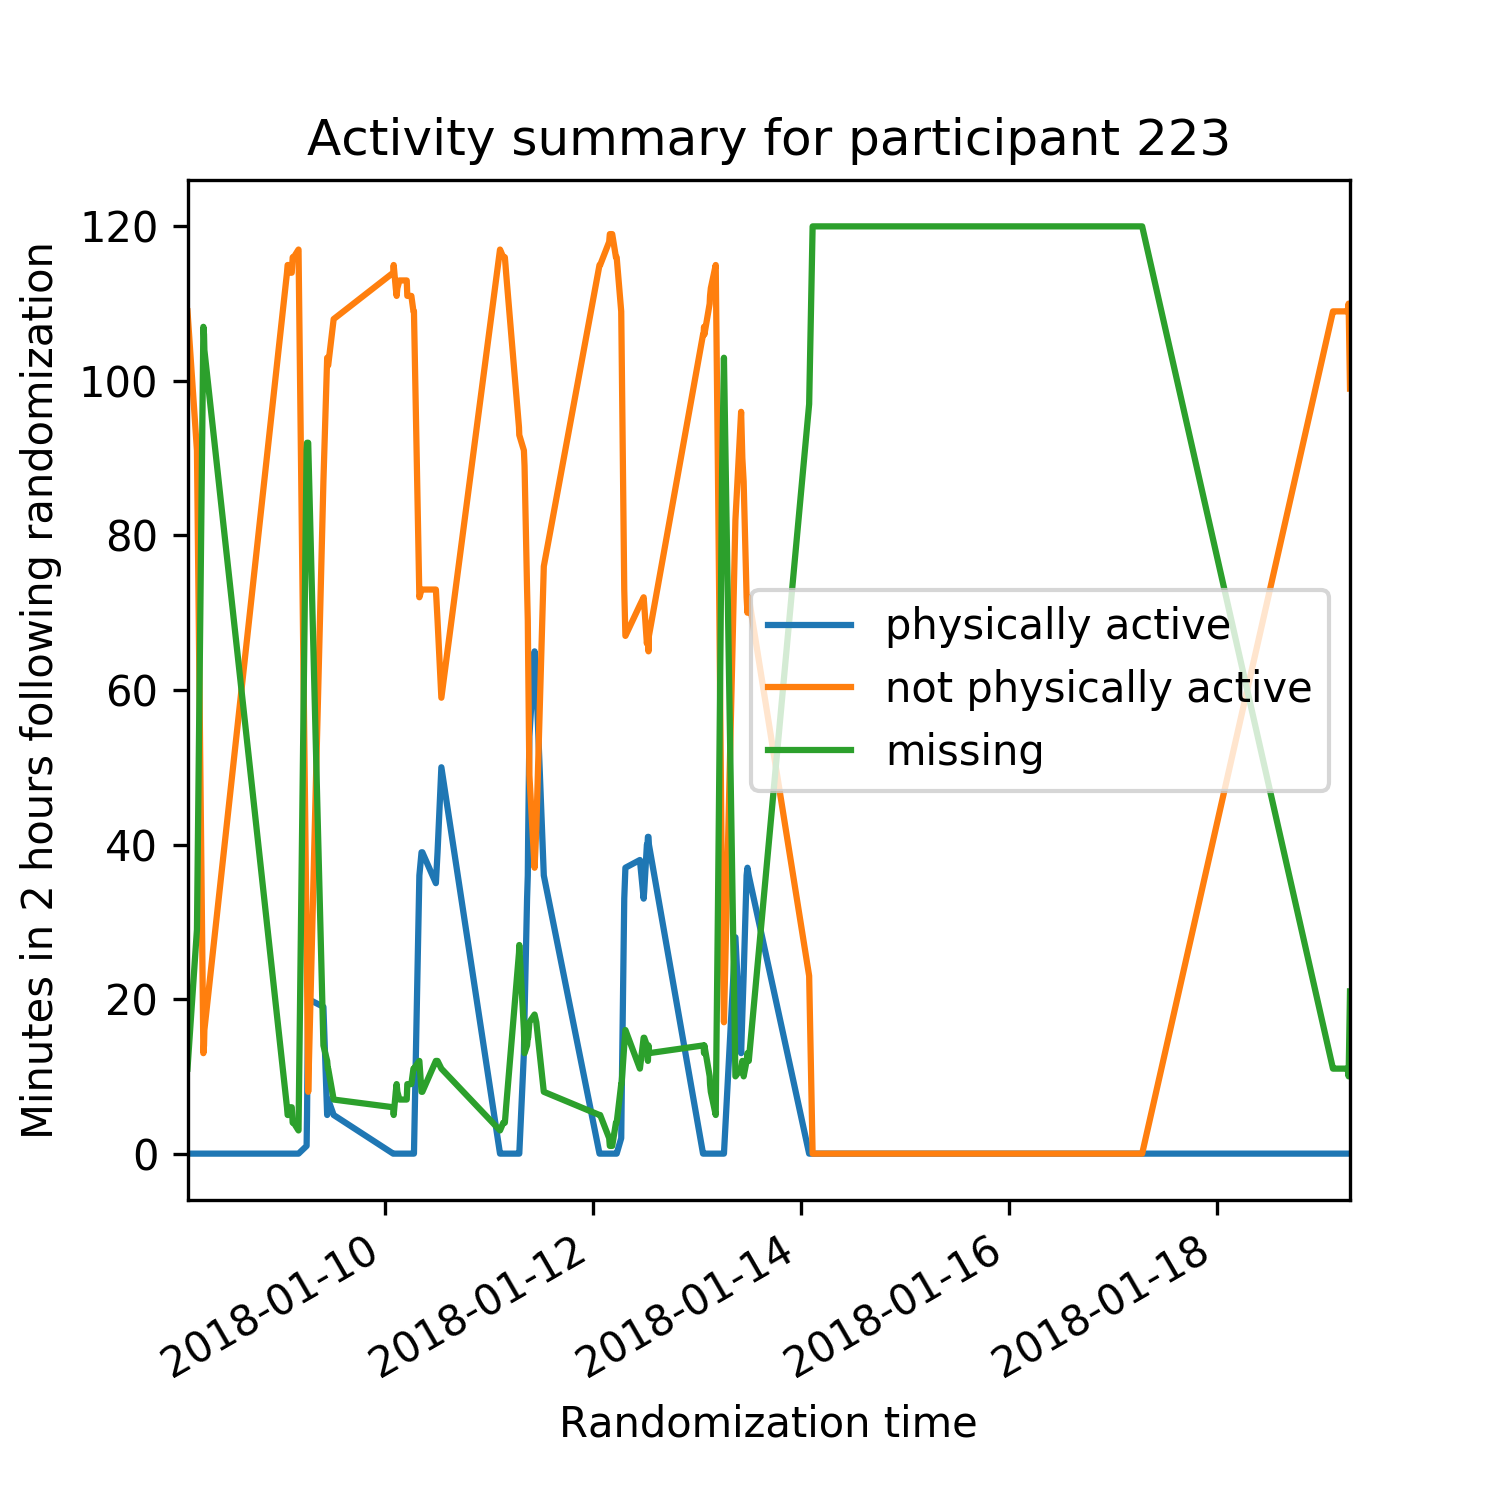 Activity summary for participant 223
Minutes in 2 hours following randomization
120
100
80
60
40
20
0
physically active
not physically active
missing
2018-01-10
2018-01-12
2018-01-14
2018-01-16
2018-01-18
Randomization time